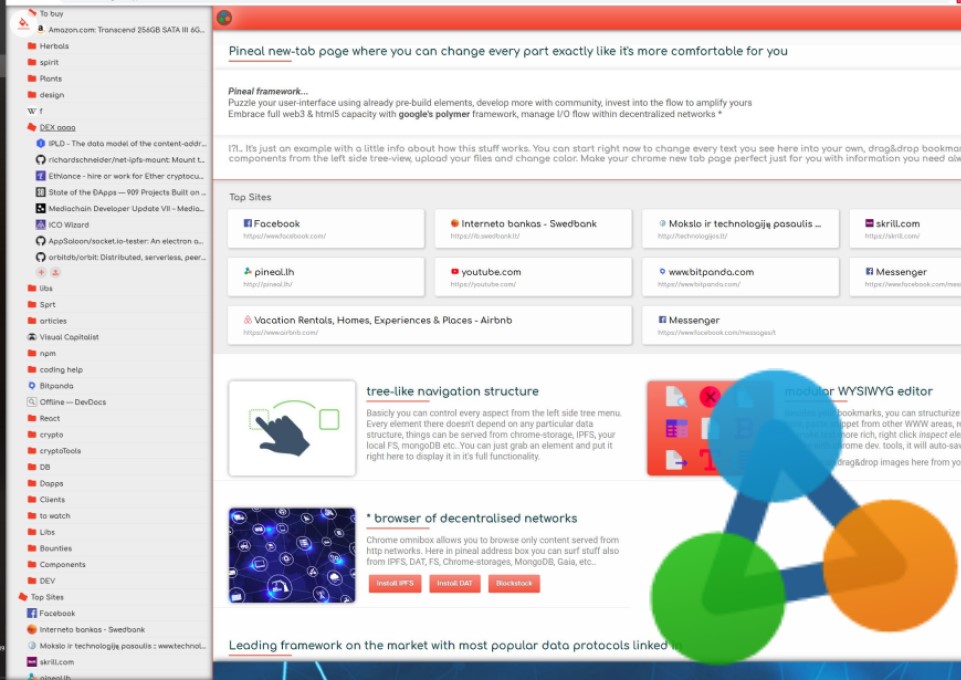 To buy
Amazon.com: Transcend 256GB SATA III 6G...
Herbals
spirit
Plants
design
W f
DEX aaaa
IPLD - The data model of the content-addr...
richardschneider/net-ipfs-mount: Mount t...
Ethlance - hire or work for Ether cryptocu...
State of the ÐApps — 909 Projects Built on ...
Mediachain Developer Update VII – Media...
ICO Wizard
AppSaloon/socket.io-tester: An electron a...
orbitdb/orbit: Distributed, serverless, peer...
libs
Sprt
articles
Visual Capitalist
npm
coding help
Bitpanda
Offline — DevDocs
React
crypto
cryptoTools
DB
Dapps
Clients
to watch
Libs
Bounties
Components
DEV
Top Sites
Facebook
Interneto bankas - Swedbank
Mokslo ir technologijų pasaulis :: www.technol...
skrill.com
pineal.lh
Pineal new-tab page where you can change every part exactly like it's more comfortable for you
Pineal framework...
Puzzle your user-interface using already pre-build elements, develop more with community, invest into the flow to amplify yours
Embrace full web3 & html5 capacity with google's polymer framework, manage I/O flow within decentralized networks *
!?!.. It's just an example with a little info about how this stuff works. You can start right now to change every text you see here into your own, drag&drop bookmar
components from the left side tree-view, upload your files and change color. Make your chrome new tab page perfect just for you with information you need alw
Top Sites
Facebook
https://www.facebook.com/
Interneto bankas - Swedbank
https://ib.swedbank.lt/
Mokslo ir technologijų pasaulis ...
http://technologijos.lt/
skrill.com
https://skrill.com/
pineal.lh
http://pineal.lh/
youtube.com
https://youtube.com/
www.bitpanda.com
https://www.bitpanda.com/
Messenger
https://www.facebook.com/mes
Vacation Rentals, Homes, Experiences & Places - Airbnb
https://www.airbnb.com/
Messenger
https://www.facebook.com/messages/t
tree-like navigation structure
Basicly you can control every aspect from the left side tree menu.
Every element there doesn't depend on any particular data
structure, things can be served from chrome-storage, IPFS, your
local FS, mongoDB etc. You can just grab an element and put it
right here to display it in it's full functionality.
modular WYSIWYG editor
bookmarks, you can structurize
snippet from other WWW areas, r
more rich, right click inspect ele
chrome dev. tools, it will auto-sav
drag&drop images here from yo
* browser of decentralised networks
Chrome omnibox allows you to browse only content served from
http networks. Here in pineal address box you can surf stuff also
from IPFS, DAT, FS, Chrome-storages, MongoDB, Gaia, etc..
Install IPFS
Install DAT
Blockstack
Leading framework on the market with most popular data protocols linked in